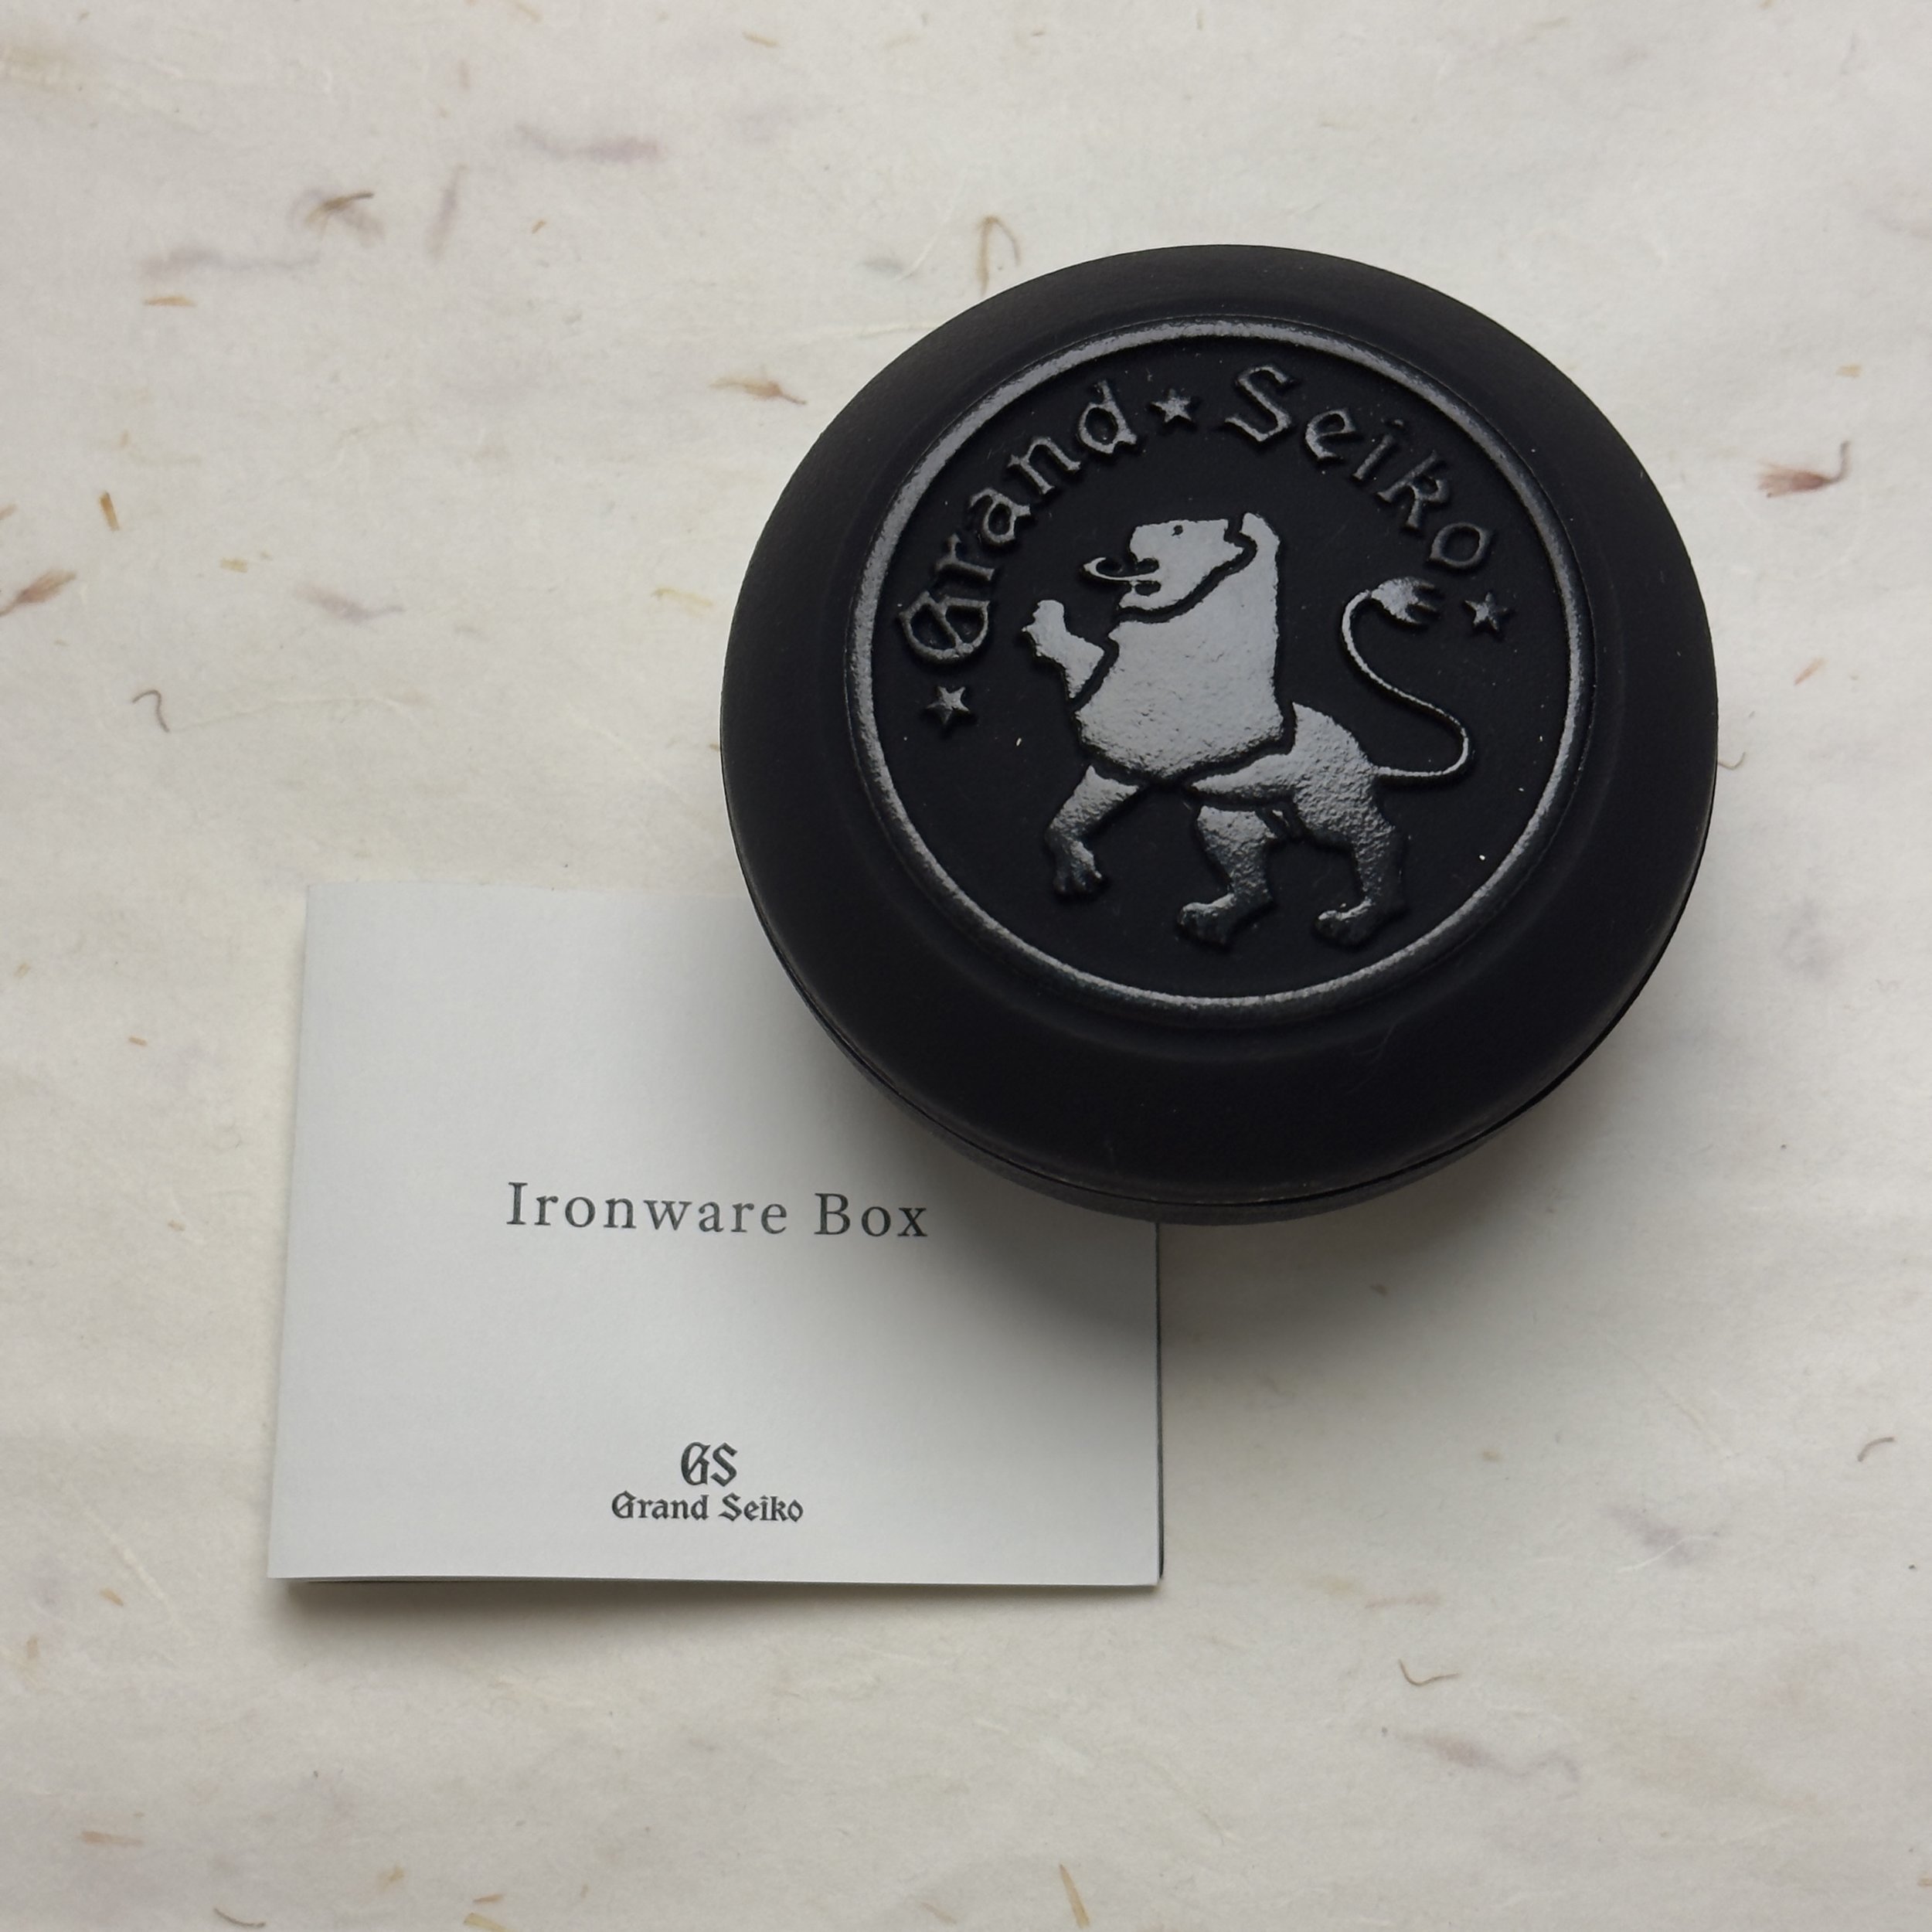 ★ Grand ★ Seiko ★
Ironware Box
GS
Grand Seiko